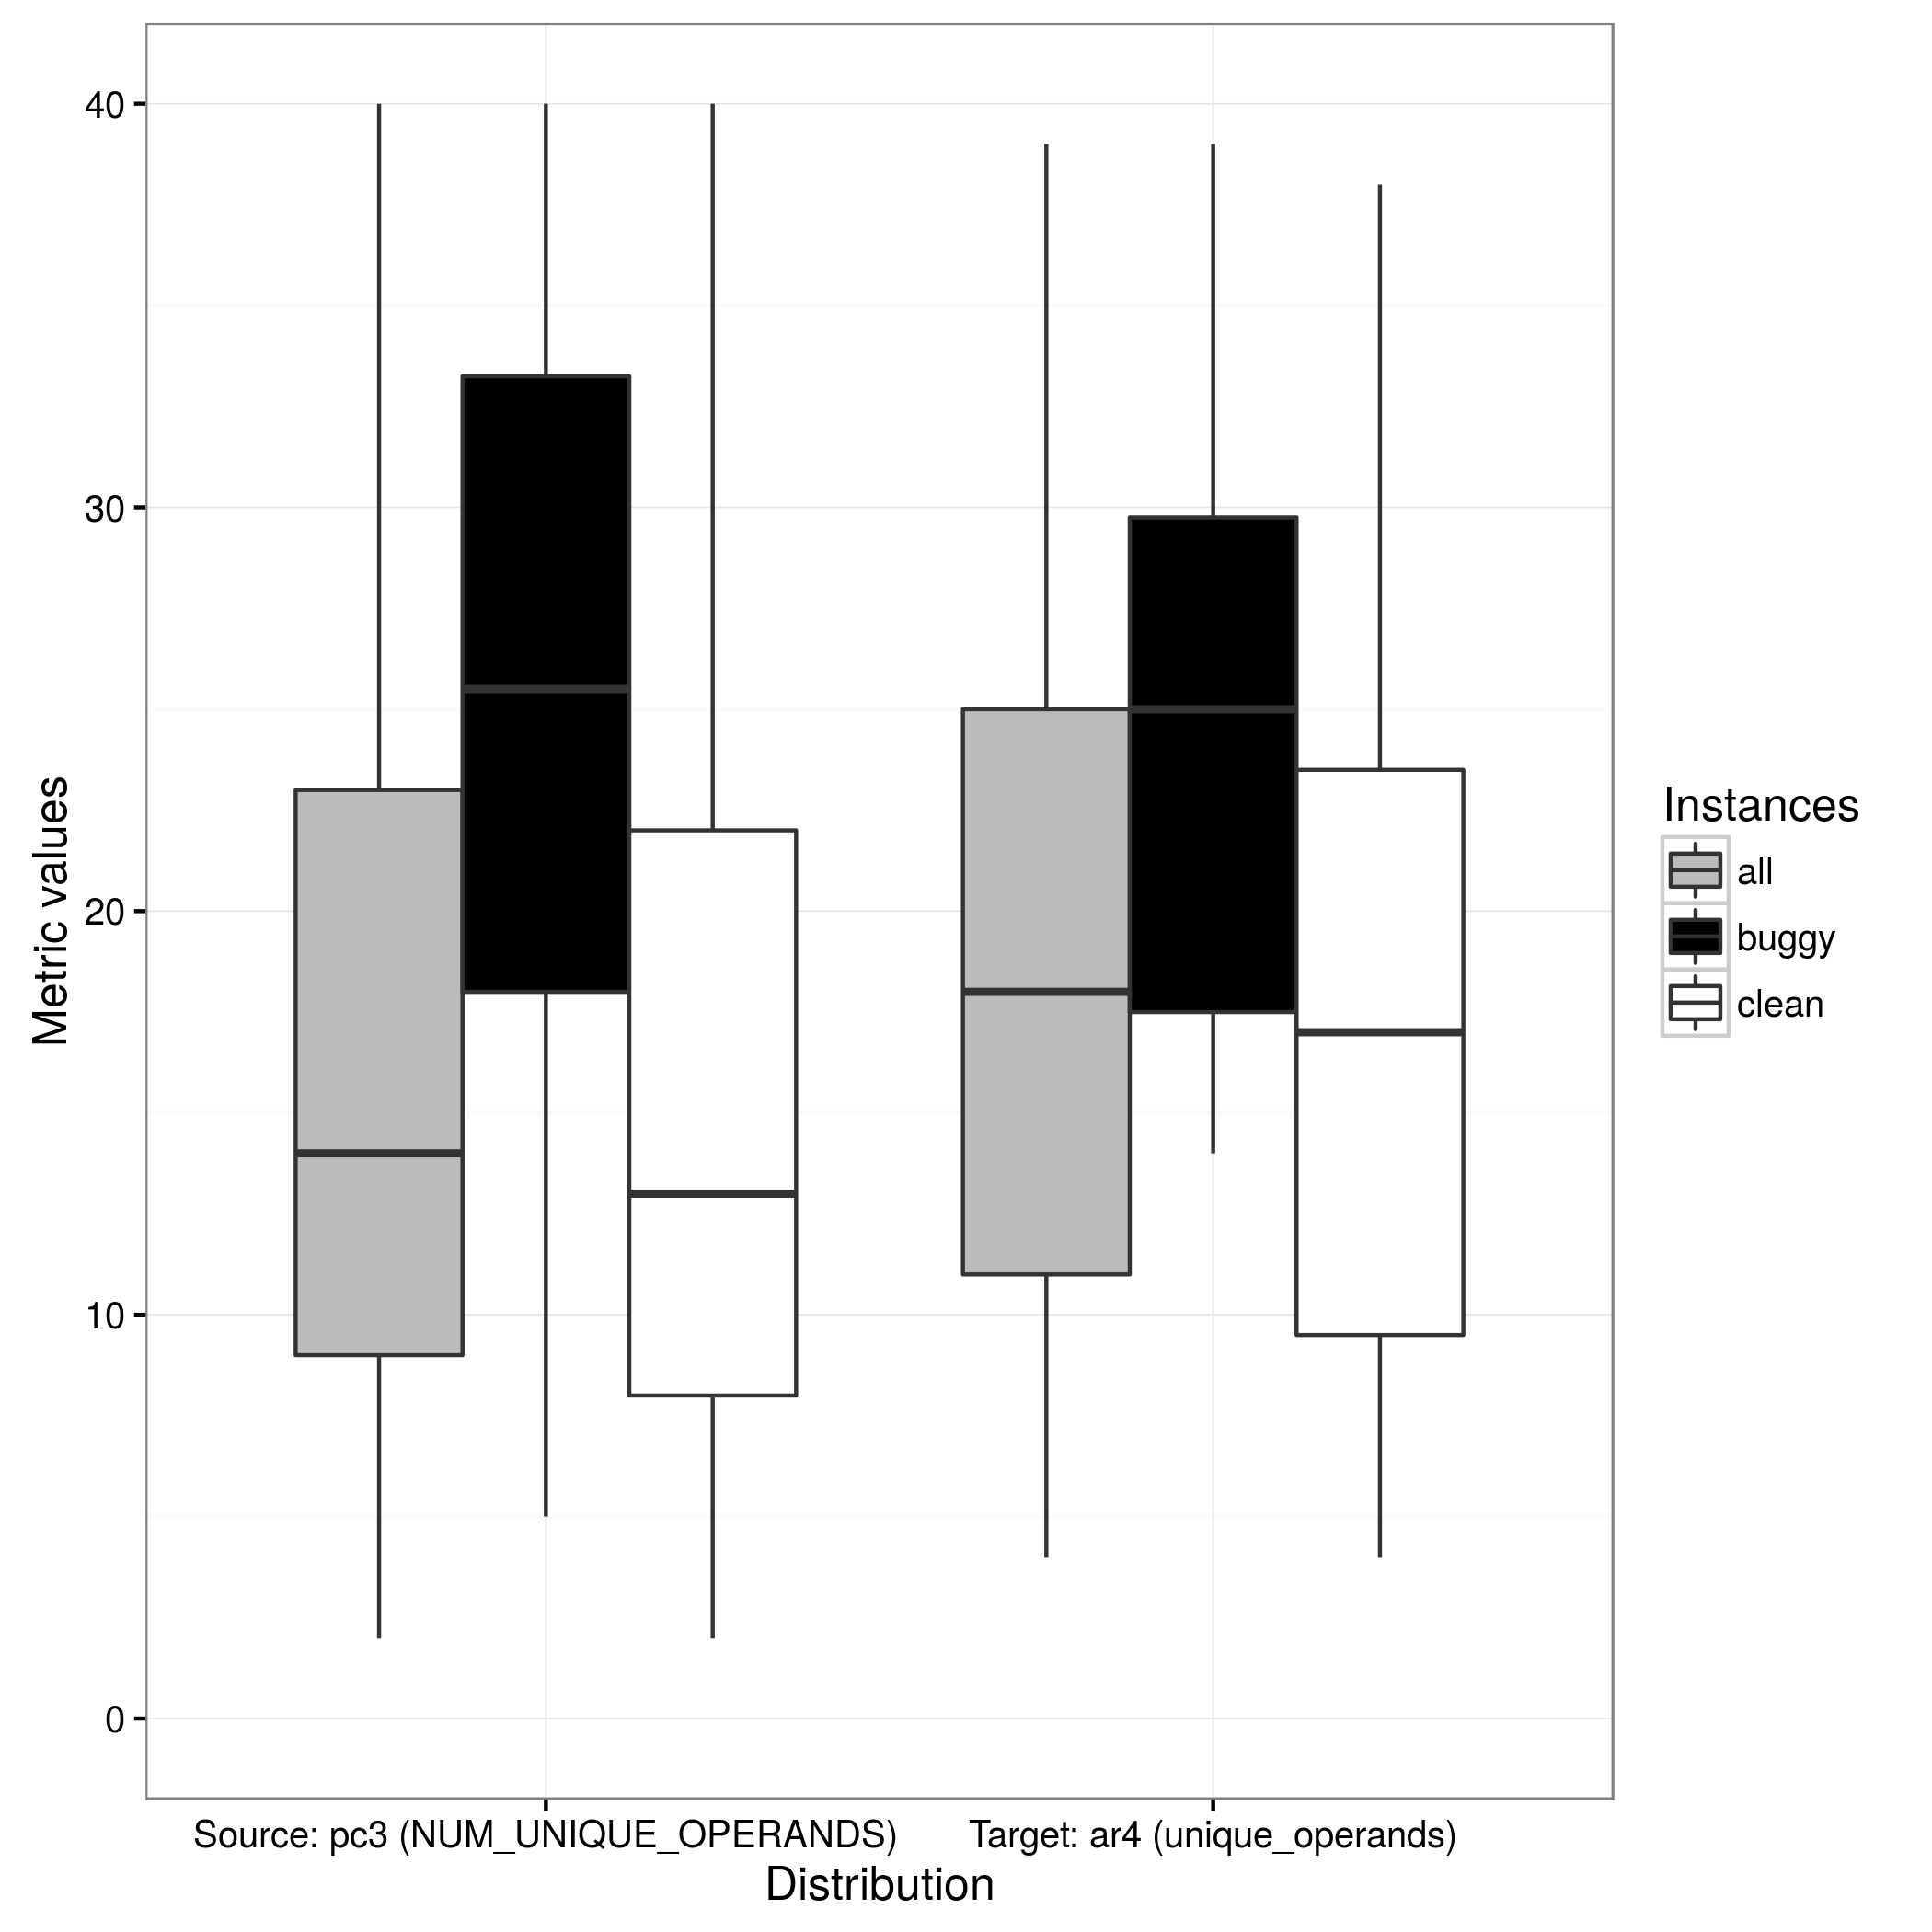 40
30
20
10
0
Metric values
Source: pc3 (NUM_UNIQUE_OPERANDS)
Target: ar4 (unique_operands)
Distribution
Instances
all
buggy
clean